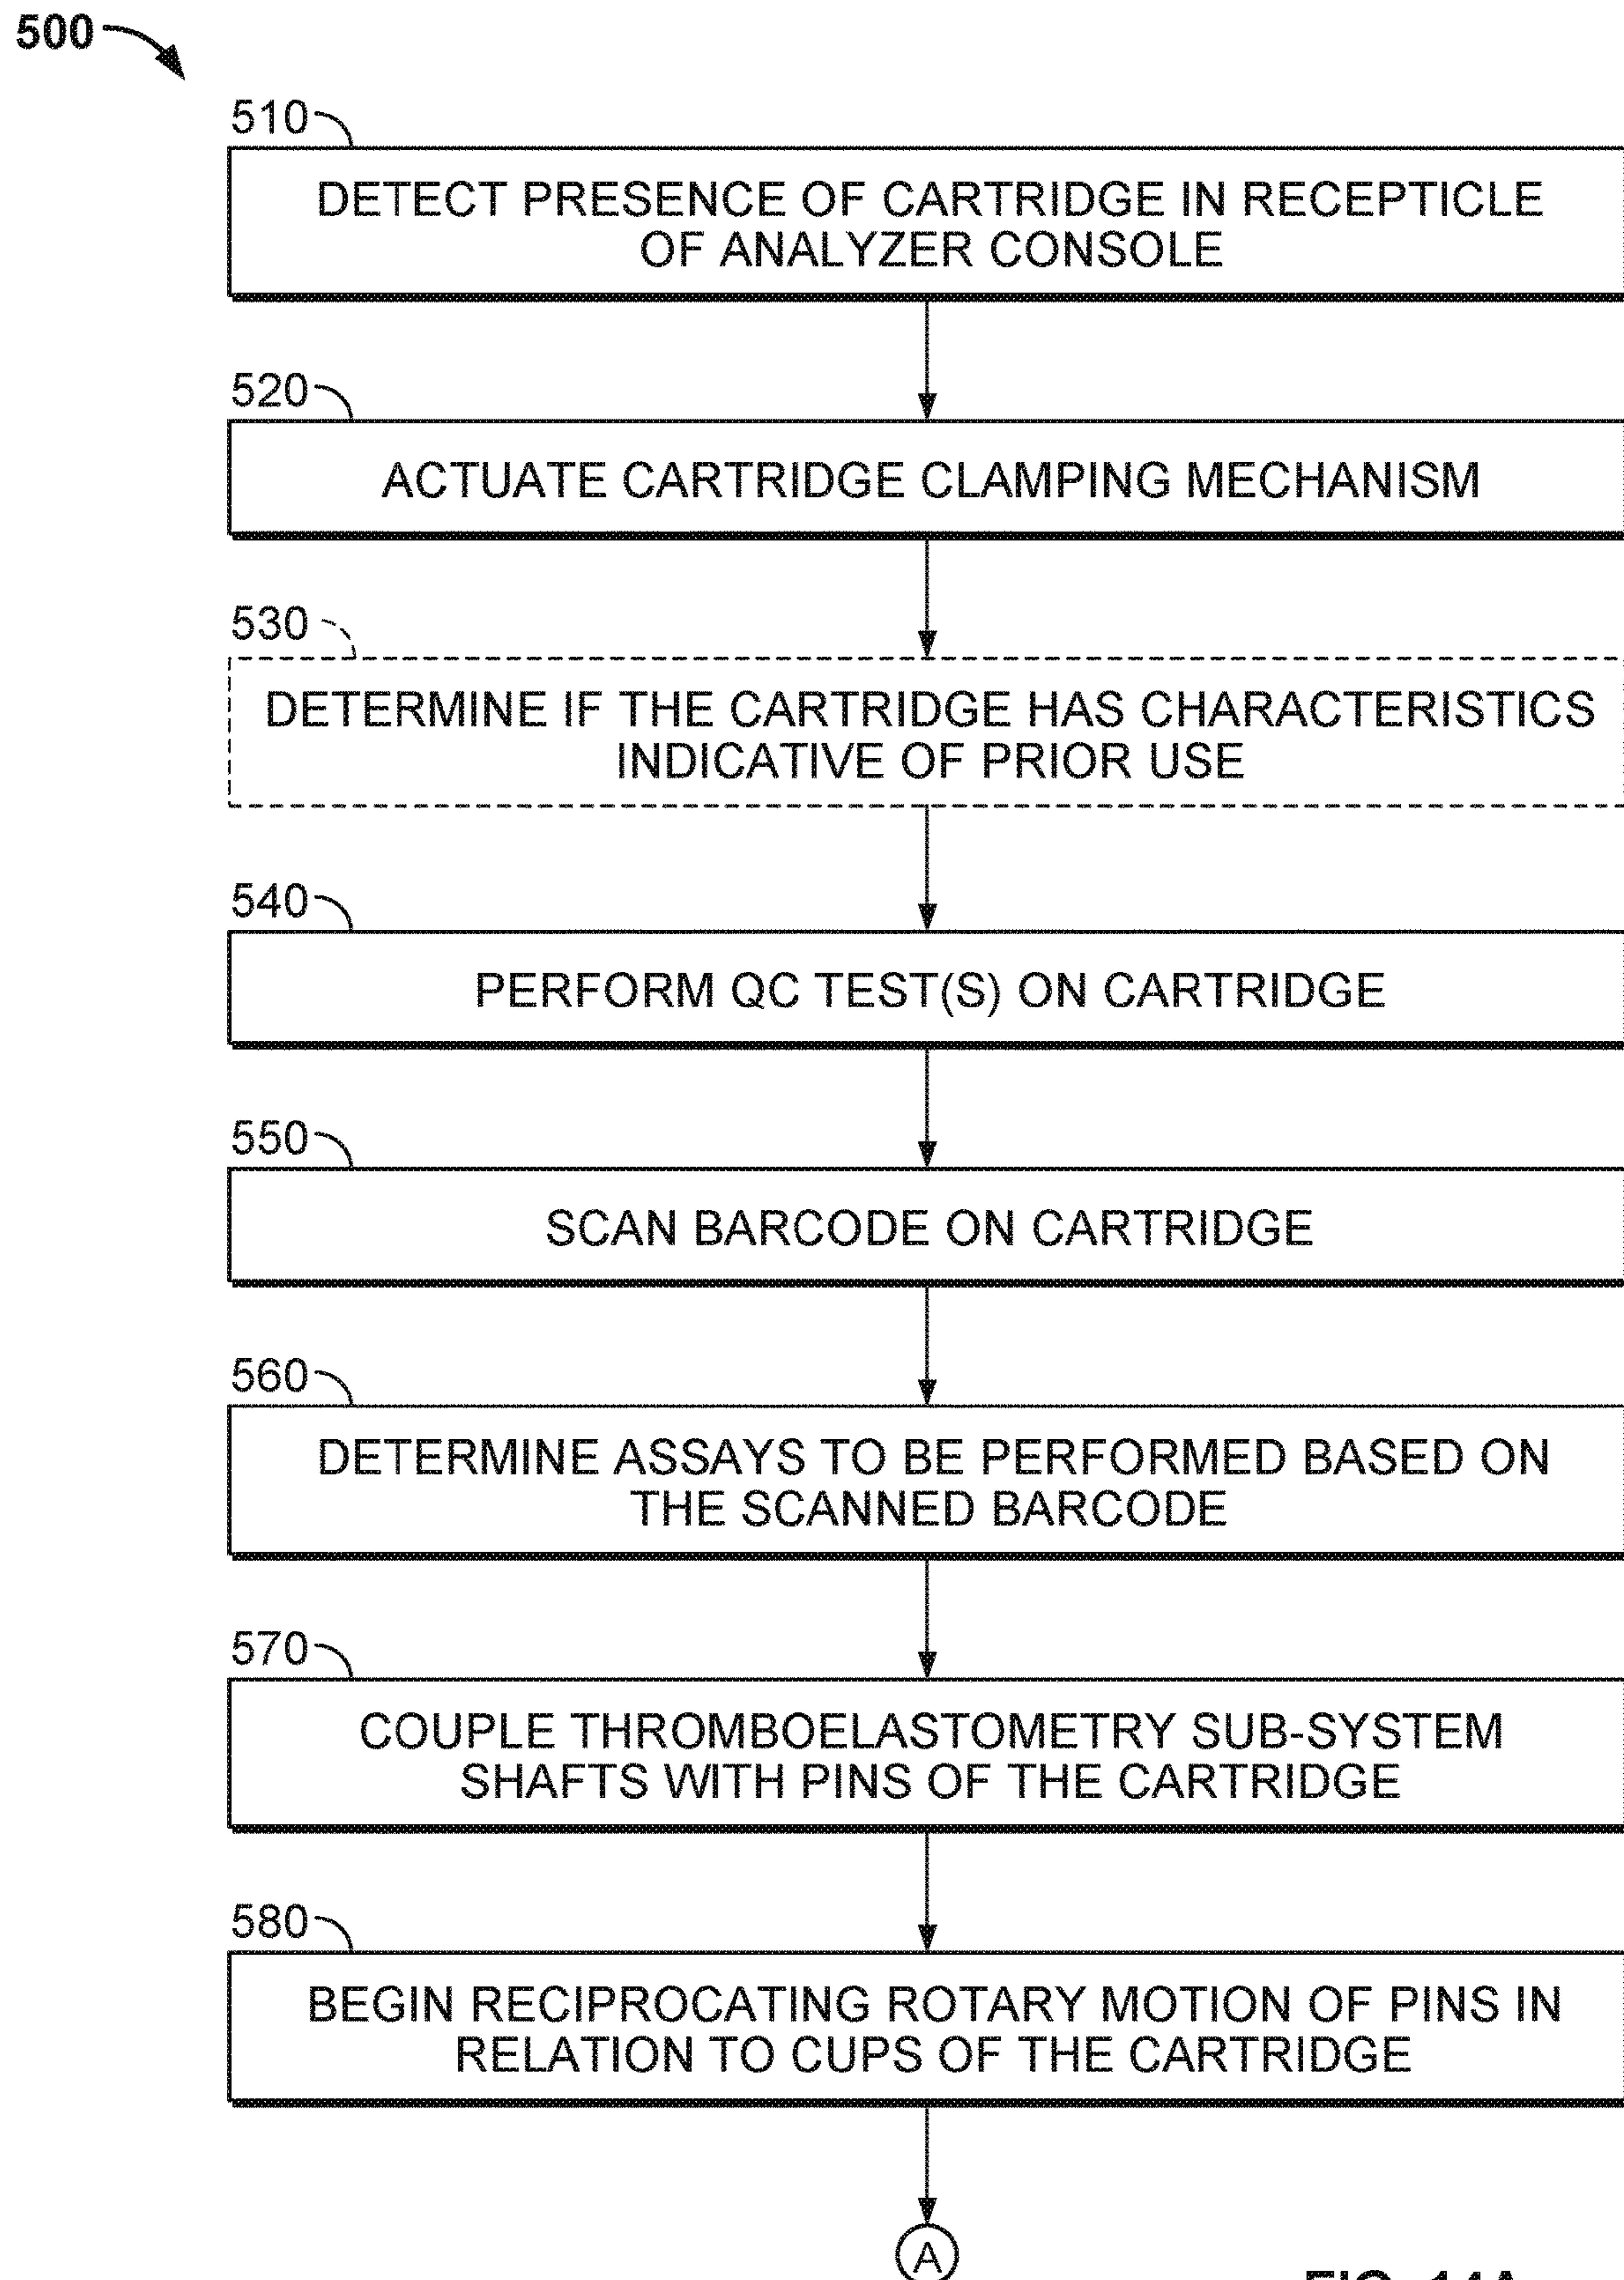 500
510
DETECT PRESENCE OF CARTRIDGE IN RECEPTICLE
OF ANALYZER CONSOLE
520
ACTUATE CARTRIDGE CLAMPING MECHANISM
530
DETERMINE IF THE CARTRIDGE HAS CHARACTERISTICS
INDICATIVE OF PRIOR USE
540
PERFORM QC TEST(S) ON CARTRIDGE
550
SCAN BARCODE ON CARTRIDGE
560
DETERMINE ASSAYS TO BE PERFORMED BASED ON
THE SCANNED BARCODE
570
COUPLE THROMBOELASTOMETRY SUB-SYSTEM
SHAFTS WITH PINS OF THE CARTRIDGE
580
BEGIN RECIPROCATING ROTARY MOTION OF PINS IN
RELATION TO CUPS OF THE CARTRIDGE
A
FIG. 14A